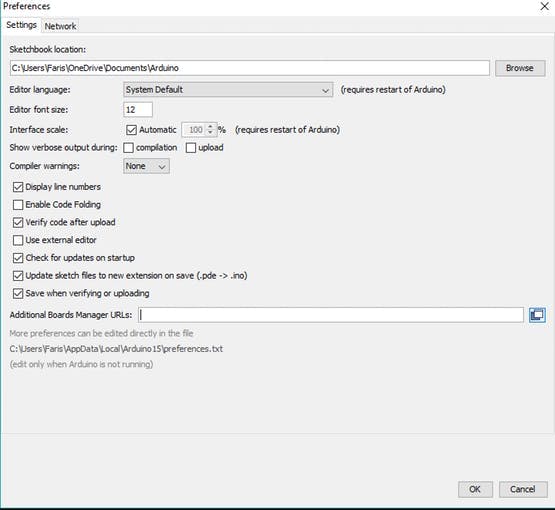 Preferences
Settings Network
Sketchbook location:
C:\Users\Faris\OneDrive\Documents\Arduino Browse
Editor language: System Default (requires restart of Arduino)
Editor font size: 12
Interface scale: Automatic 100 % (requires restart of Arduino)
Show verbose output during: compilation upload
Compiler warnings: None
Display line numbers
Enable Code Folding
Verify code after upload
Use external editor
Check for updates on startup
Update sketch files to new extension on save (.pde -> .ino)
Save when verifying or uploading
Additional Boards Manager URLs:
More preferences can be edited directly in the file
C:\Users\Faris\AppData\Local\Arduino15\preferences.txt
(edit only when Arduino is not running)
OK Cancel